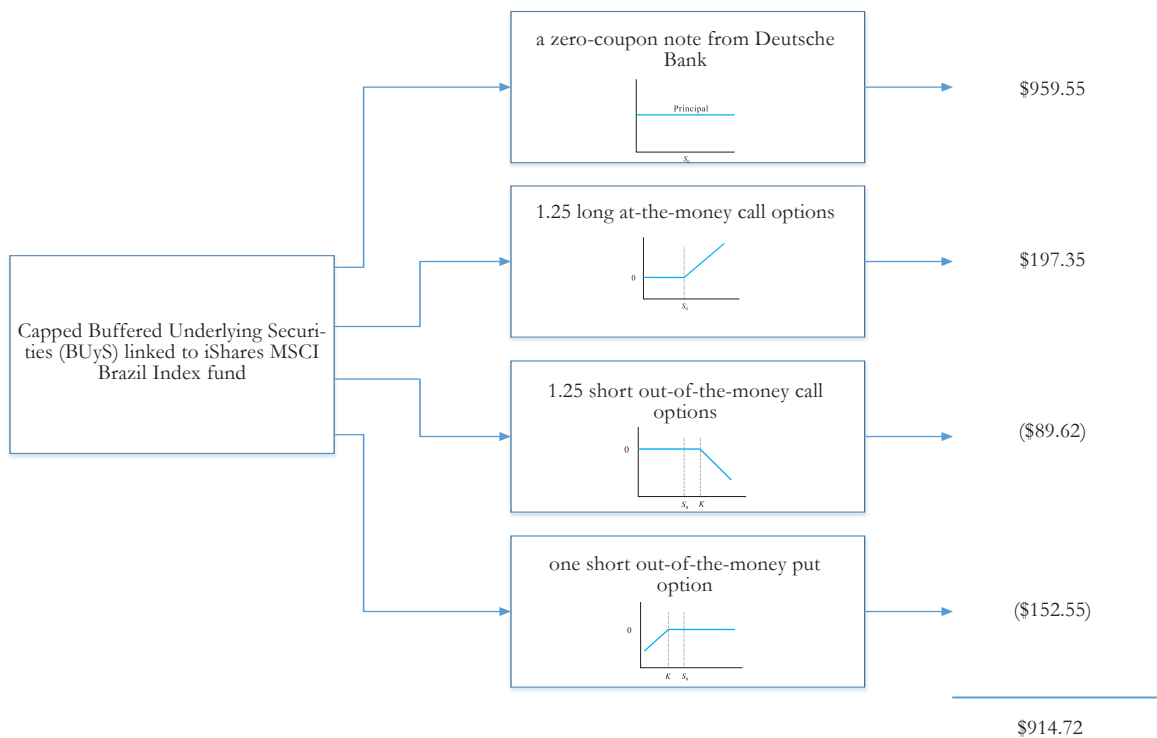 a zero-coupon note from Deutsche
Bank
Principal
S₀
$959.55
1.25 long at-the-money call options
0
S₀
$197.35
Capped Buffered Underlying Securi-
ties (BUyS) linked to iShares MSCI
Brazil Index fund
1.25 short out-of-the-money call
options
0
S₀ K
($89.62)
one short out-of-the-money put
option
0
K S₀
($152.55)
$914.72